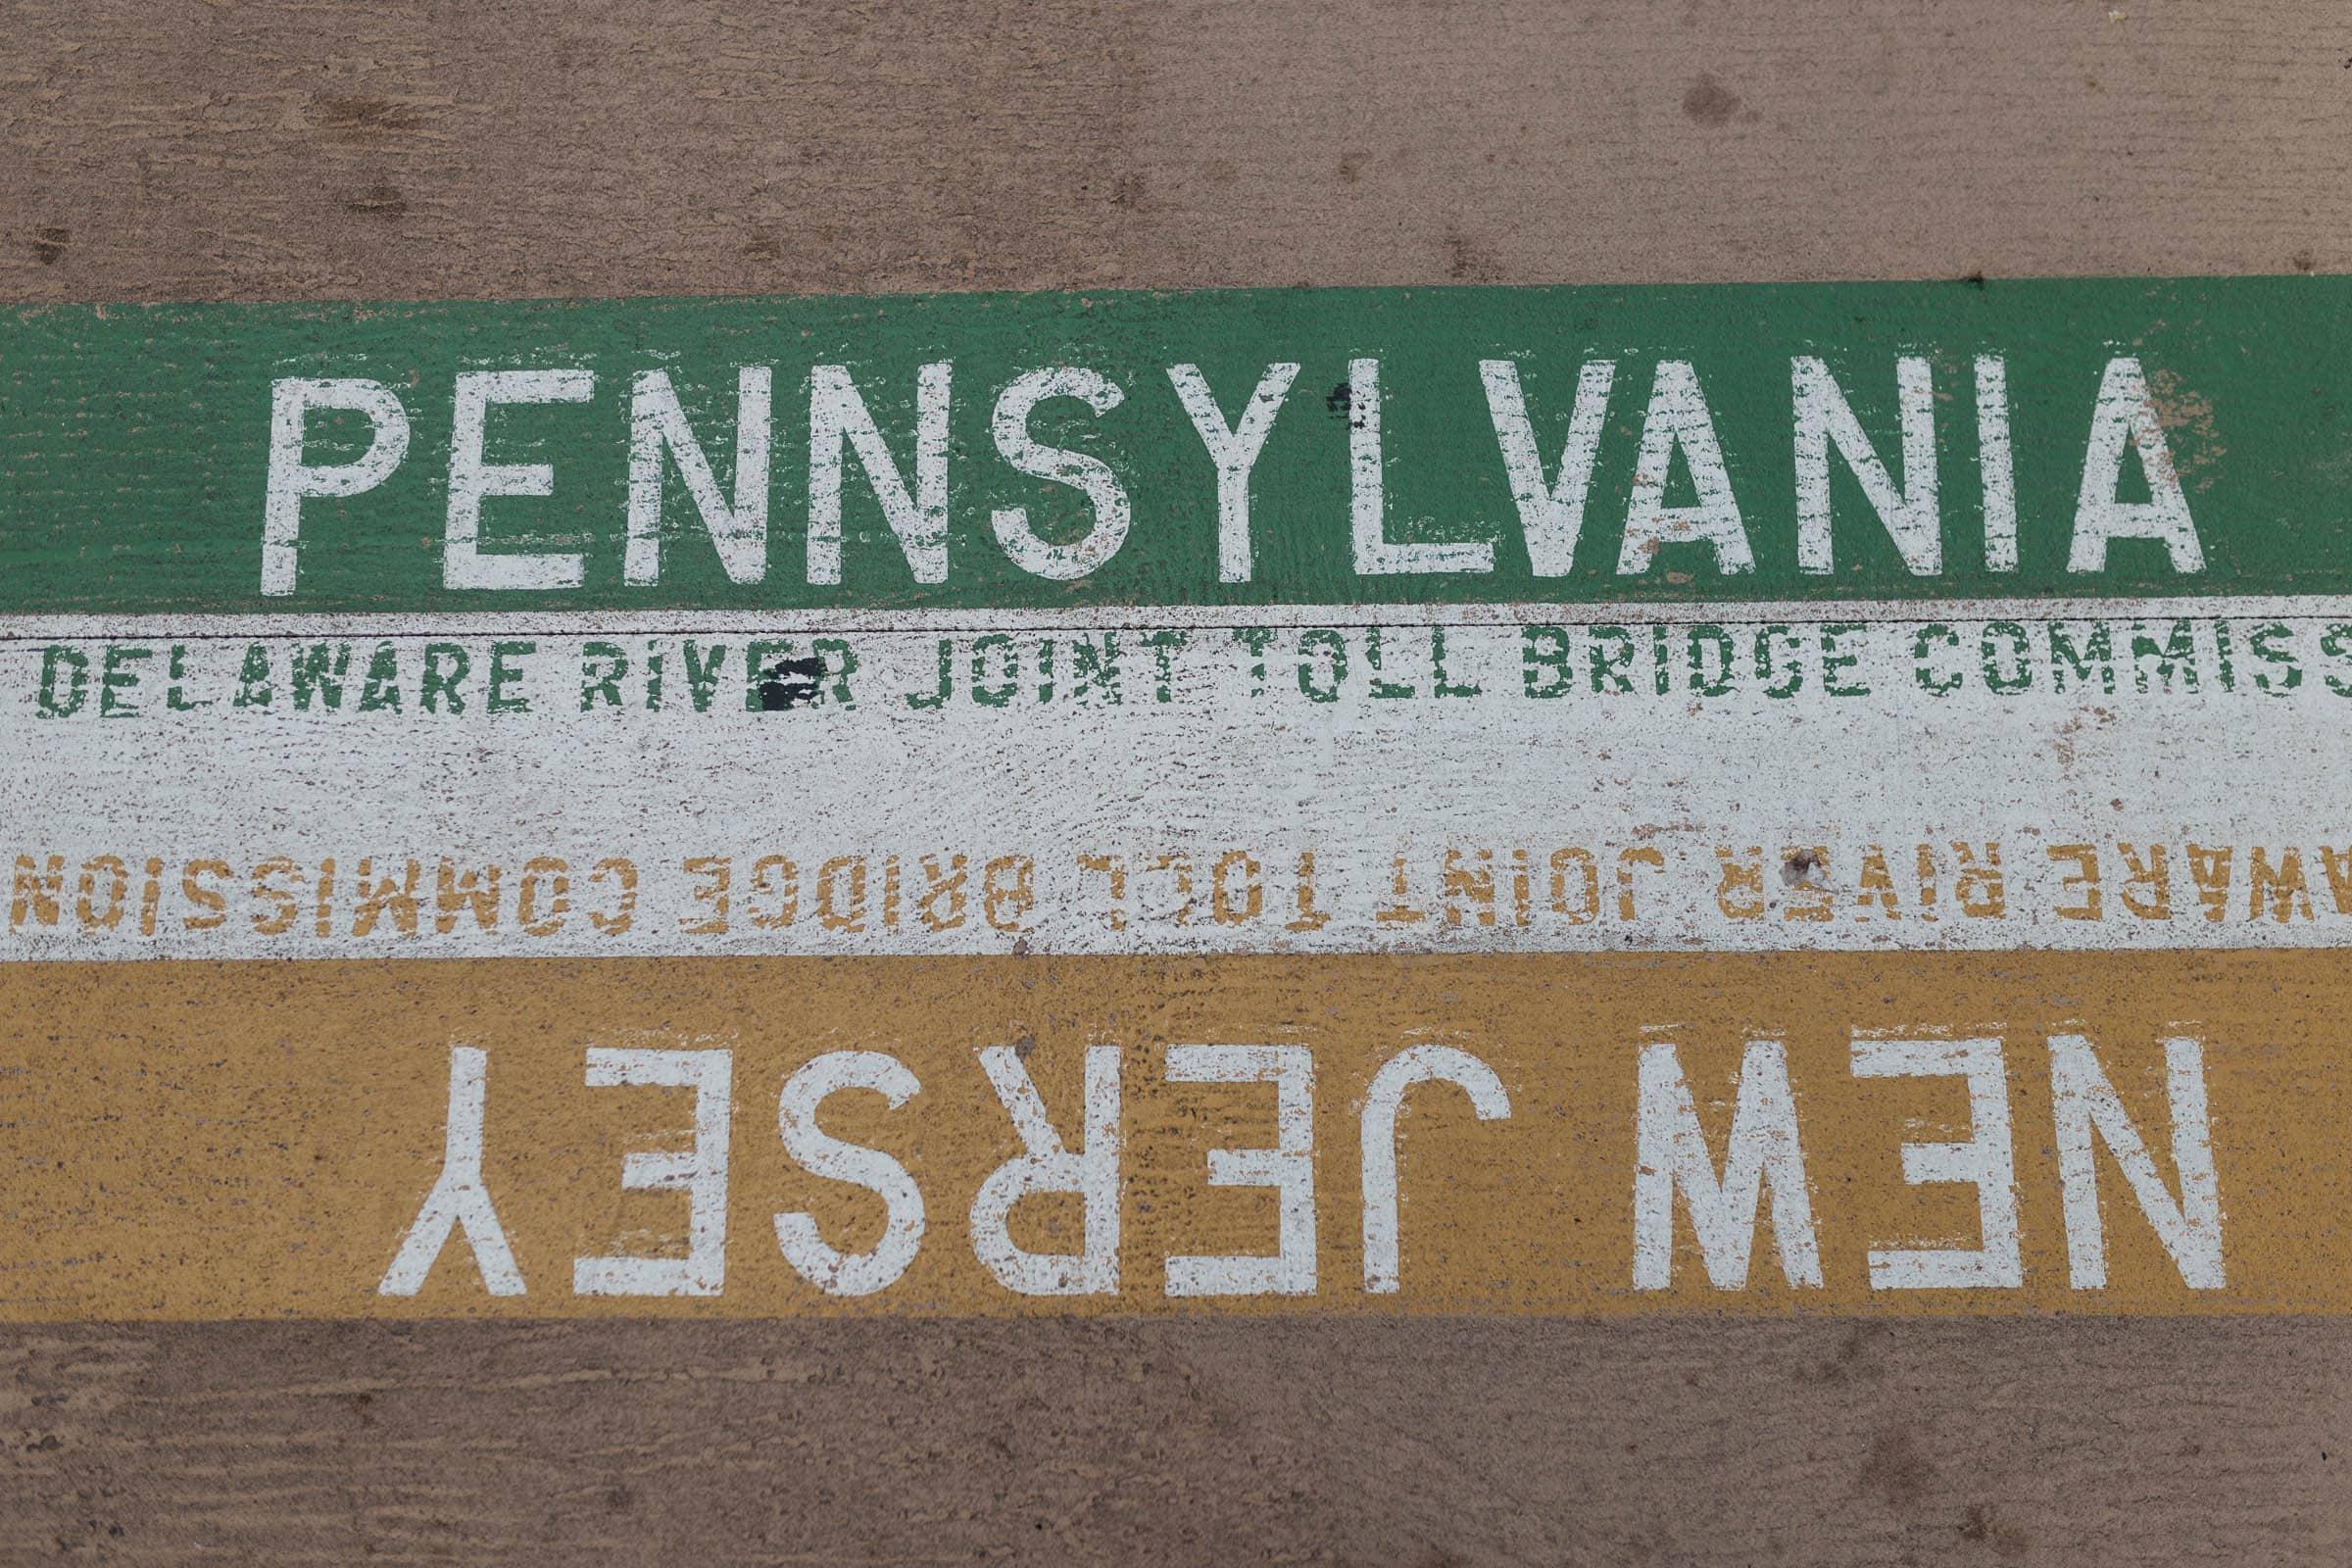 PENNSYLVANIA
DELAWARE RIVER JOINT TOLL BRIDGE COMMISS
AWARE RIVER JOINT TOLL BRIDGE COMMISSION
NEW JERSEY